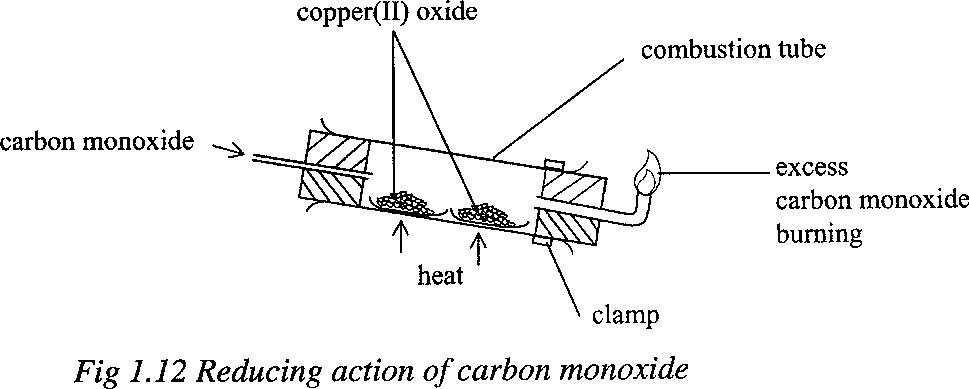 copper(II) oxide
combustion tube
carbon monoxide
excess
carbon monoxide
burning
heat
clamp
Fig 1.12 Reducing action of carbon monoxide